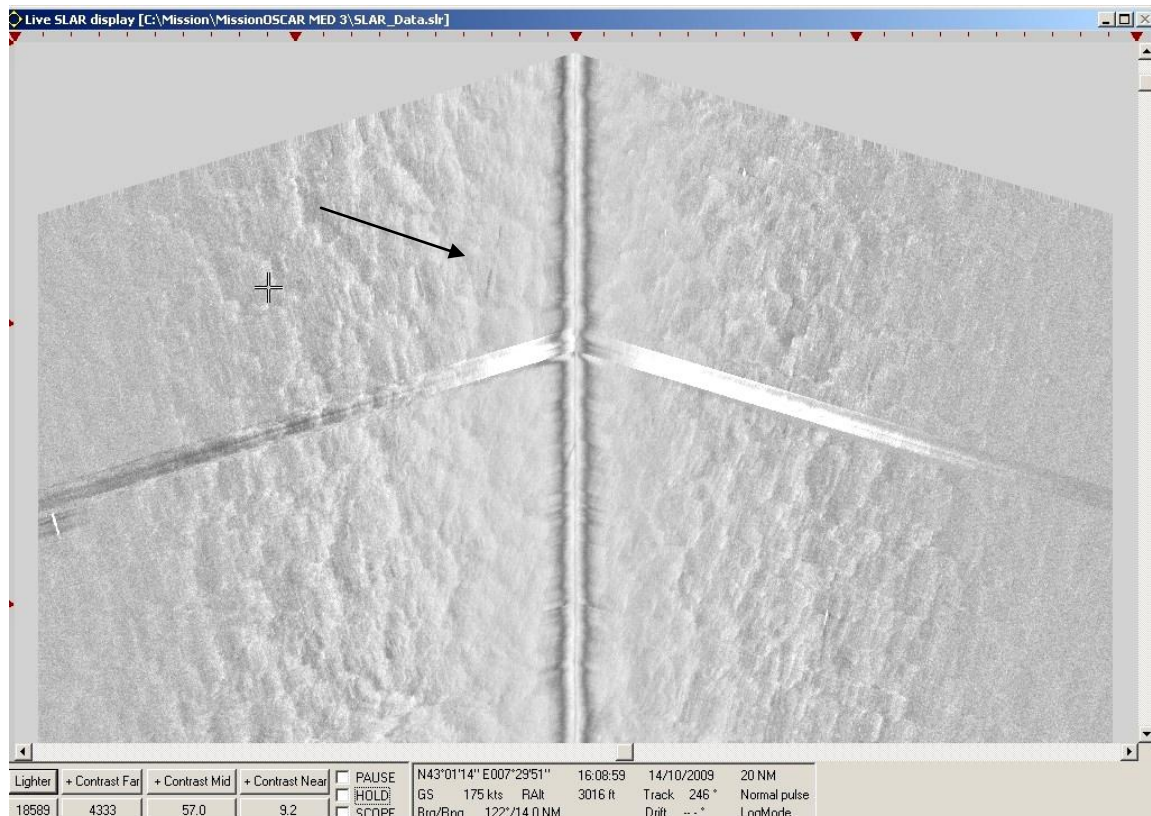 Live SLAR display [C:\Mission\MissionOSCAR MED 3\SLAR_Data.slr]
Lighter + Contrast Far + Contrast Mid + Contrast Near PAUSE N43°01'14" E007°29'51" 16:08:59 14/10/2009 20 NM
HOLD GS 175 kts RAlt 3016 ft Track 246 ° Normal pulse
18589 4333 57.0 9.2 SCOPE Brg/Rng 122°/14.0 NM Drift -- - ° LogMode